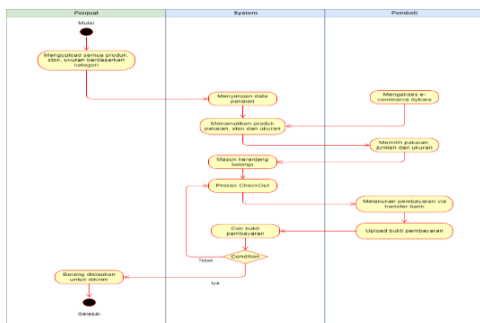 Penjual
System
Pembeli
Mulai
Mengupload semua produk,
stok, ukuran berdasarkan
kategori
Menyimpan data
pakaian
Mengakses e-
commerce
Menampilkan produk
pakaian, stok dan ukuran
Memilih pakaian,
jumlah dan ukuran
Masuk keranjang
belanja
Proses CheckOut
Melakukan pembayaran via
transfer bank
Cek bukti
pembayaran
Upload bukti pembayaran
Condition
Tidak
Iya
Barang disiapkan
untuk dikirim
Selesai